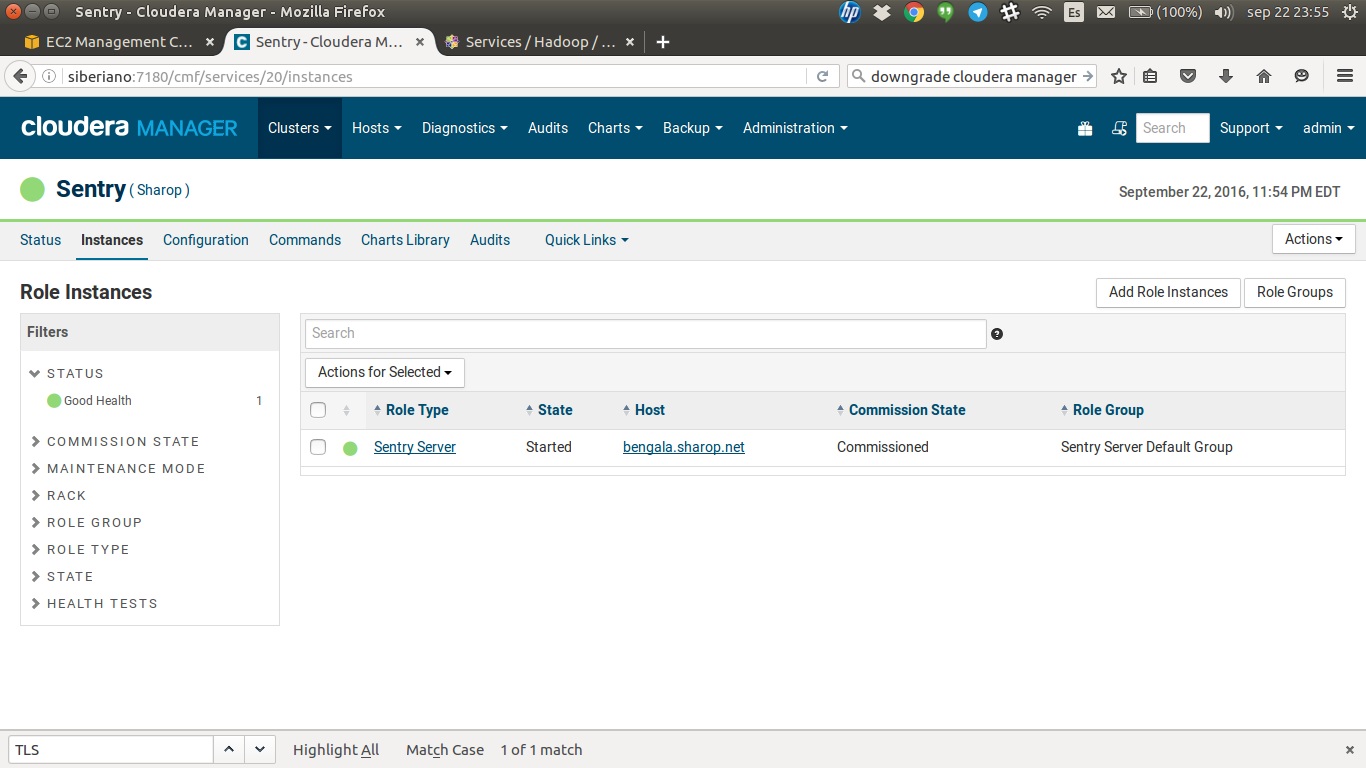 Sentry - Cloudera Manager - Mozilla Firefox
hp Es (100%) sep 22 23:55
EC2 Management C... × C Sentry - Cloudera M... × Services / Hadoop / ... × +
siberiano:7180/cmf/services/20/instances downgrade cloudera manager
cloudera MANAGER Clusters Hosts Diagnostics Audits Charts Backup Administration Search Support admin
Sentry ( Sharop ) September 22, 2016, 11:54 PM EDT
Status Instances Configuration Commands Charts Library Audits Quick Links Actions
Role Instances Add Role Instances Role Groups
Filters
Search ?
STATUS
Good Health 1
COMMISSION STATE
MAINTENANCE MODE
RACK
ROLE GROUP
ROLE TYPE
STATE
HEALTH TESTS
Actions for Selected
Role Type State Host Commission State Role Group
Sentry Server Started bengala.sharop.net Commissioned Sentry Server Default Group
TLS Highlight All Match Case 1 of 1 match ×